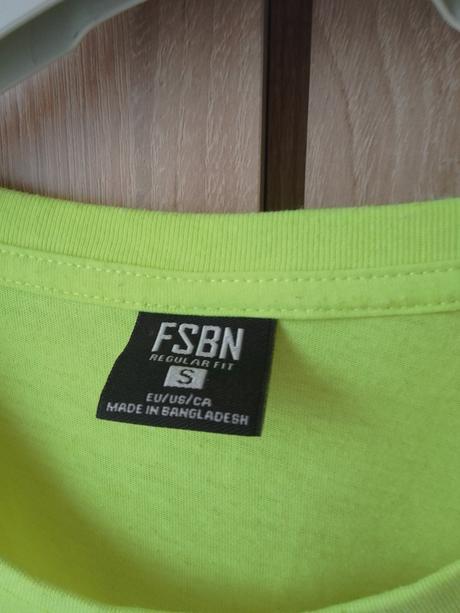 FSBN
REGULAR FIT
S
EU/US/CA
MADE IN BANGLADESH